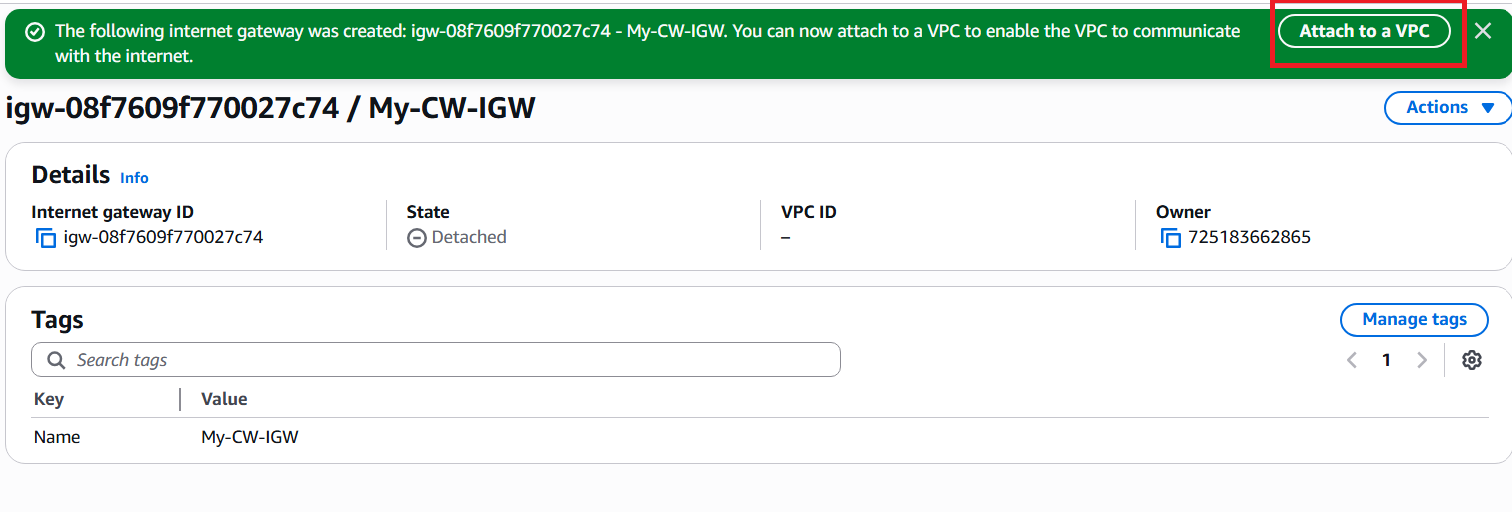 The following internet gateway was created: igw-08f7609f770027c74 - My-CW-IGW. You can now attach to a VPC to enable the VPC to communicate
with the internet.
Attach to a VPC
igw-08f7609f770027c74 / My-CW-IGW
Actions
Details Info
Internet gateway ID
igw-08f7609f770027c74
State
Detached
VPC ID
–
Owner
725183662865
Tags
Manage tags
Search tags
1
Key Value
Name My-CW-IGW